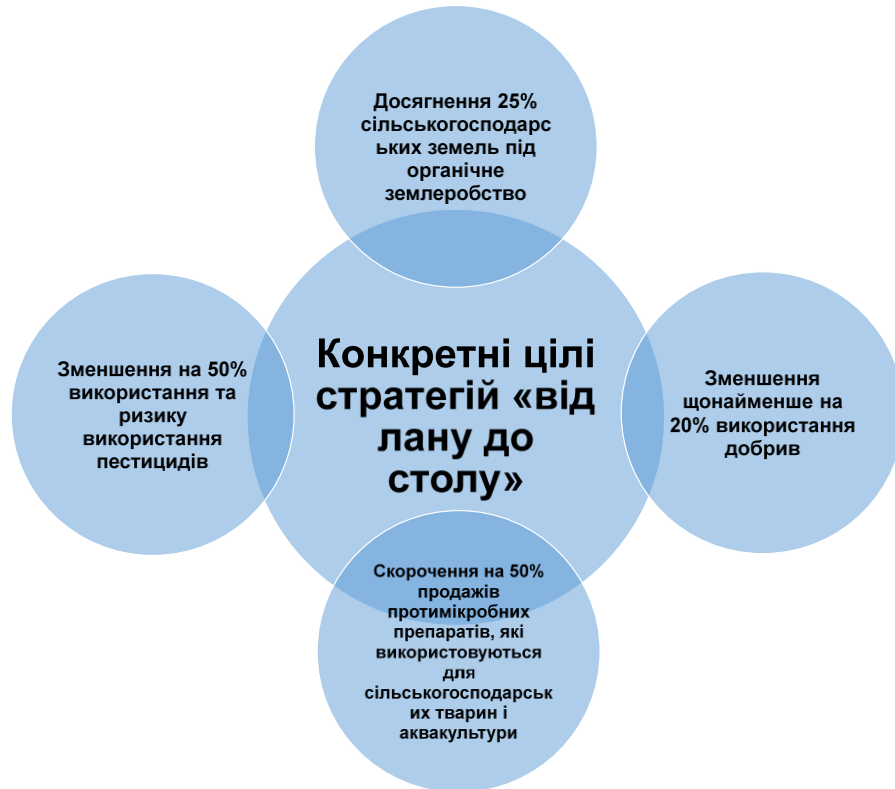 Досягнення 25%
сільськогосподарс
ьких земель під
органічне
землеробство
Зменшення на 50%
використання та
ризику
використання
пестицидів
Конкретні цілі
стратегій «від
лану до
столу»
Зменшення
щонайменше на
20% використання
добрив
Скорочення на 50%
продажів
протимікробних
препаратів, які
використовуються
для
сільськогосподарськ
их тварин і
аквакультури